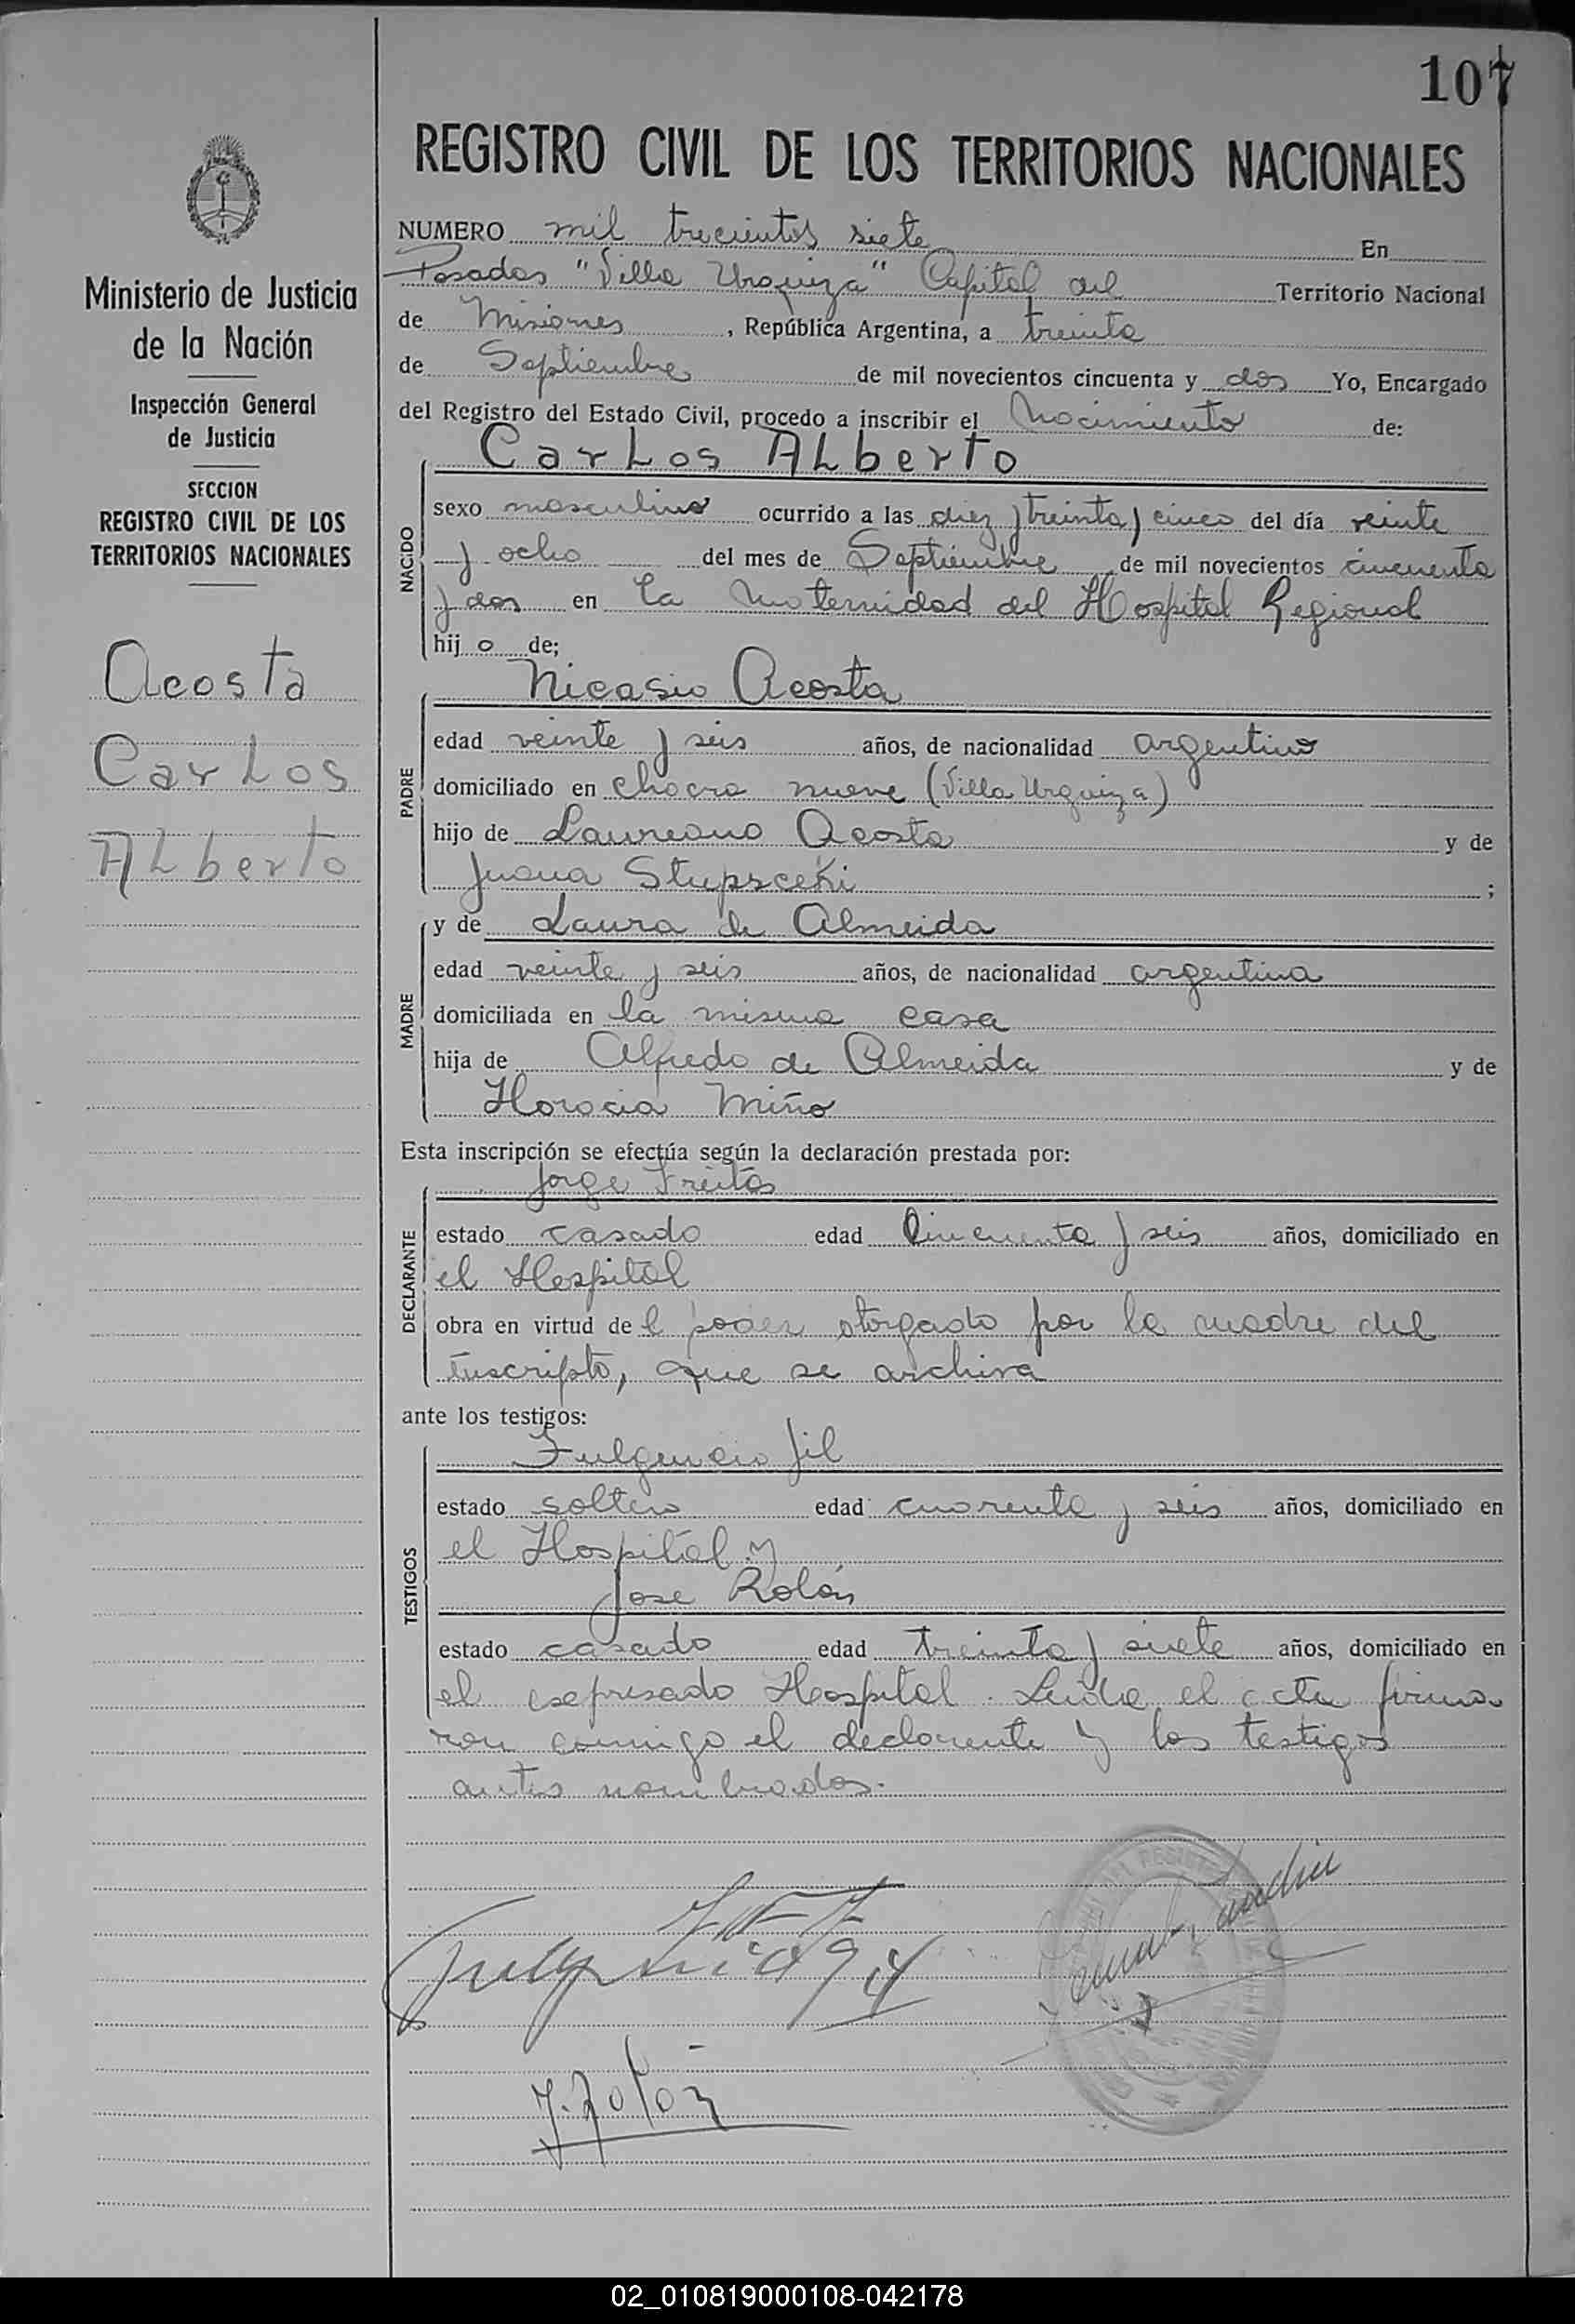 107
REGISTRO CIVIL DE LOS TERRITORIOS NACIONALES
Ministerio de Justicia
de la Nación
Inspección General
de Justicia
SECCION
REGISTRO CIVIL DE LOS
TERRITORIOS NACIONALES
Acosta
Carlos
Alberto
NUMERO mil trecientos siete En
Posadas "Villa Urquiza" Capital del Territorio Nacional
de Misiones, República Argentina, a treinta
de Septiembre de mil novecientos cincuenta y dos Yo, Encargado
del Registro del Estado Civil, procedo a inscribir el Nacimiento de:
Carlos Alberto
NACIDO
sexo masculino ocurrido a las diez y treinta y cinco del día veinte
y ocho del mes de Septiembre de mil novecientos cincuenta
y dos en la Maternidad del Hospital Regional
hijo de;
Nicasio Acosta
PADRE
edad veinte y seis años, de nacionalidad argentino
domiciliado en chacra nueve (Villa Urquiza)
hijo de Laureano Acosta y de
Juana Stupsceki ;
y de Laura de Almeida
MADRE
edad veinte y seis años, de nacionalidad argentina
domiciliada en la misma casa
hija de Alfredo de Almeida y de
Horacia Miño
Esta inscripción se efectúa según la declaración prestada por:
Jorge Freitas
DECLARANTE
estado casado edad Cincuenta y seis años, domiciliado en
el Hospital
obra en virtud del poder otorgado por la madre del
inscripto, que se archiva
ante los testigos:
Fulgencio Jil
TESTIGOS
estado soltero edad cuarenta y seis años, domiciliado en
el Hospital y
Jose Rolón
estado casado edad treinta y siete años, domiciliado en
el expresado Hospital. Leida el acta firma-
ron conmigo el declarante y los testigos
antes nombrados.
J. Rolon
02_010819000108-042178